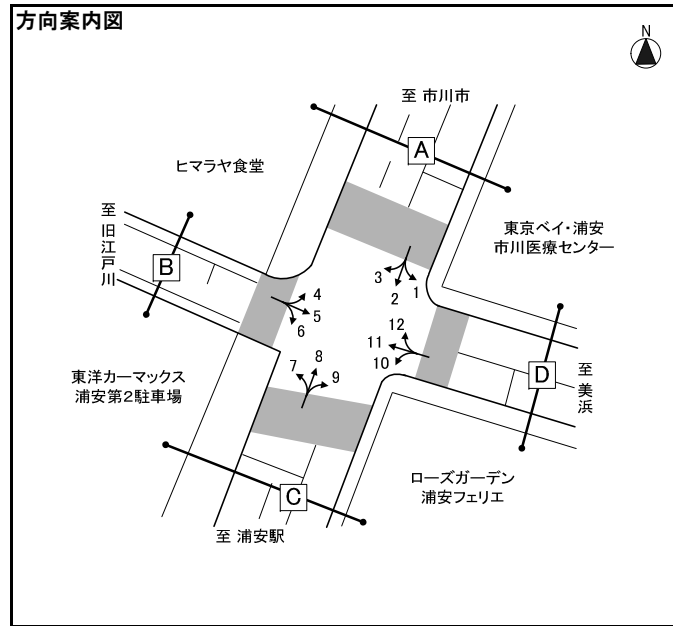 方向案内図
N
至 市川市
A
ヒマラヤ食堂
東京ベイ・浦安
市川医療センター
至旧江戸川
B
3
2
1
4
5
6
12
11
10
7
8
9
D
至美浜
東洋カーマックス
浦安第2駐車場
C
ローズガーデン
浦安フェリエ
至 浦安駅